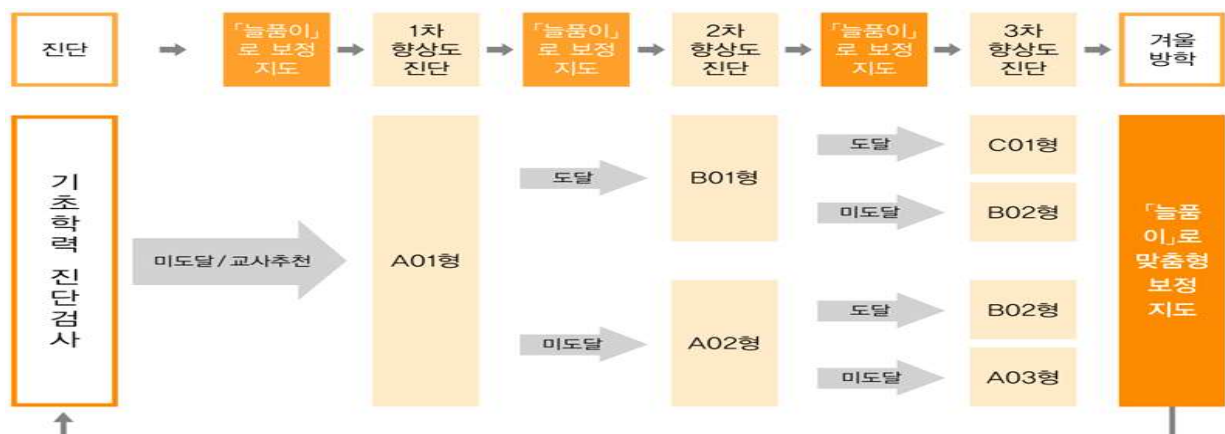 진단
「늘품이」
로 보정
지도
1차
향상도
진단
「늘품이」
로 보정
지도
2차
향상도
진단
「늘품이」
로 보정
지도
3차
향상도
진단
겨울
방학
기초학력 진단검사
미도달/교사추천
A01형
도달
미도달
B01형
A02형
도달
미도달
도달
미도달
C01형
B02형
B02형
A03형
「늘품
이」로
맞춤형
보정
지도